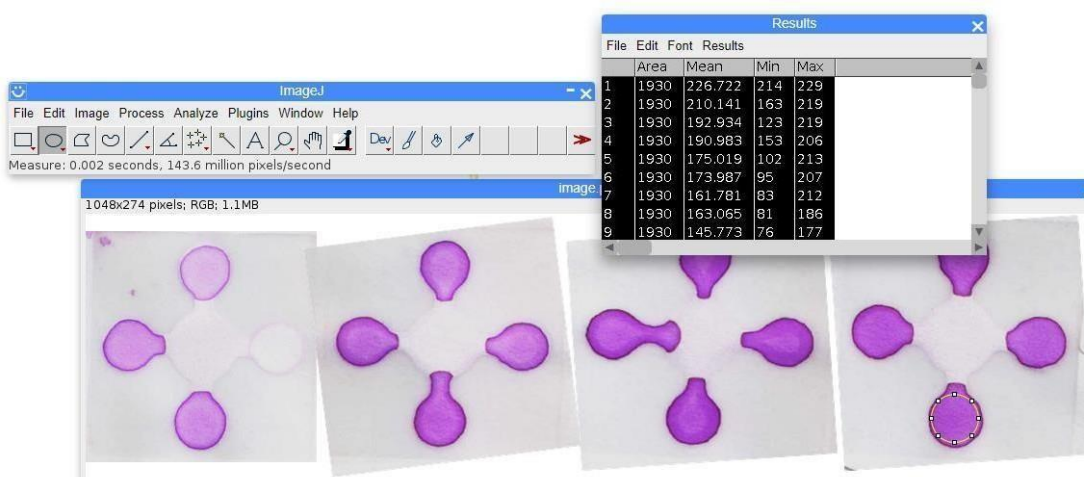 Results
File Edit Font Results
Area Mean Min Max
1 1930 226.722 214 229
2 1930 210.141 163 219
3 1930 192.934 123 219
4 1930 190.983 153 206
5 1930 175.019 102 213
6 1930 173.987 95 207
7 1930 161.781 83 212
8 1930 163.065 81 186
9 1930 145.773 76 177
ImageJ
File Edit Image Process Analyze Plugins Window Help
A Dev
Measure: 0.002 seconds, 143.6 million pixels/second
image.
1048x274 pixels; RGB; 1.1MB